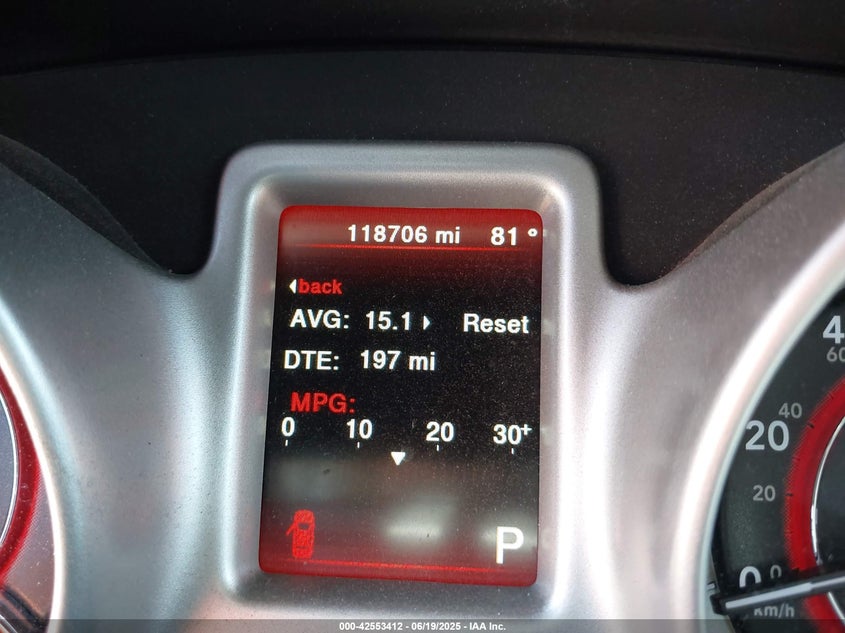 118706 mi 81°
back
AVG: 15.1 Reset
DTE: 197 mi
MPG:
0 10 20 30+
P
40
20
20
0 0
km/h
000-42553412 - 06/19/2025 - IAA Inc.